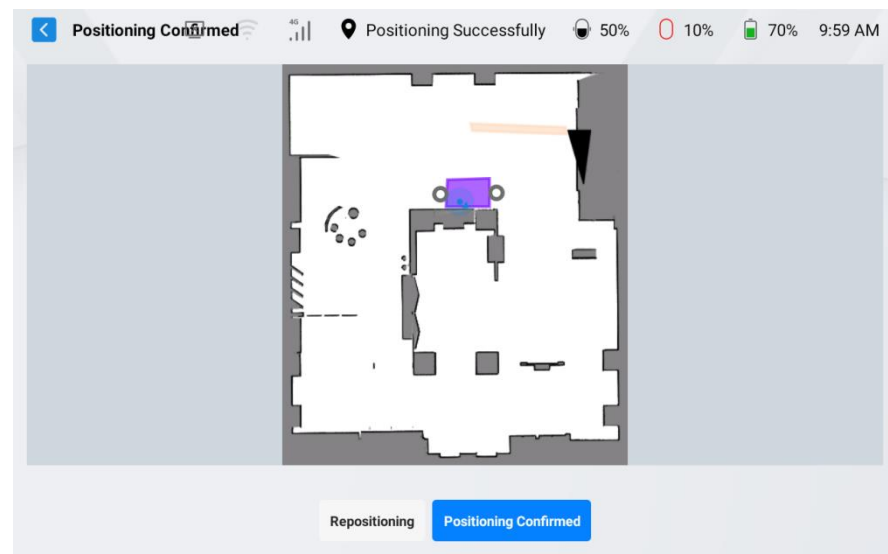 Positioning Confirmed 4G Positioning Successfully 50% 10% 70% 9:59 AM
Repositioning Positioning Confirmed